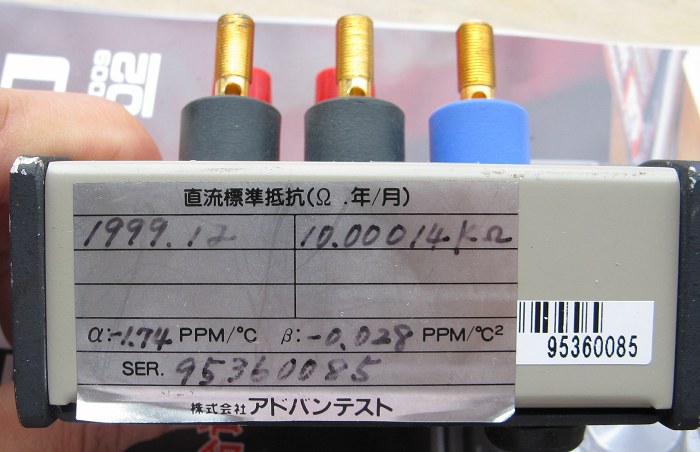 直流標準抵抗(Ω .年/月)
1999.12 10.00014KΩ
α:-1.74 PPM/°C β:-0.028 PPM/°C²
SER. 95360085
株式会社アドバンテスト
95360085